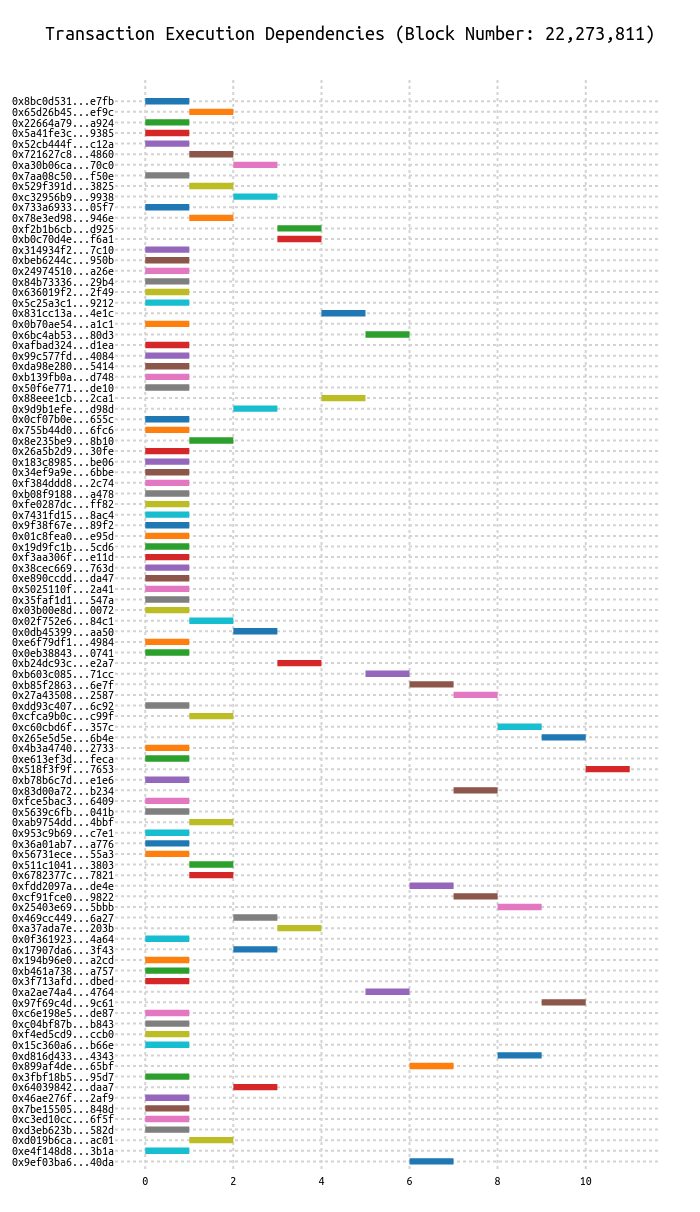 Transaction Execution Dependencies (Block Number: 22,273,811)
0x8bc0d531...e7fb
0x65d26b45...ef9c
0x22664a79...a924
0x5a41fe3c...9385
0x52cb444f...c12a
0x721627c8...4860
0xa30b06ca...70c0
0x7aa08c50...f50e
0x529f391d...3825
0xc32956b9...9938
0x733a6933...05f7
0x78e3ed98...946e
0xf2b1b6cb...d925
0xb0c70d4e...f6a1
0x314934f2...7c10
0xbeb6244c...950b
0x24974510...a26e
0x84b73336...29b4
0x636019f2...2f49
0x5c25a3c1...9212
0x831cc13a...4e1c
0x0b70ae54...a1c1
0x6bc4ab53...80d3
0xafbad324...d1ea
0x99c577fd...4084
0xda98e280...5414
0xb139fb0a...d748
0x50f6e771...de10
0x88eee1cb...2ca1
0x9d9b1efe...d98d
0x0cf07b0e...655c
0x755b44d0...6fc6
0x8e235be9...8b10
0x26a5b2d9...30fe
0x183c8985...be06
0x34ef9a9e...6bbe
0xf384ddd8...2c74
0xb08f9188...a478
0xfe0287dc...ff82
0x7431fd15...8ac4
0x9f38f67e...89f2
0x01c8fea0...e95d
0x19d9fc1b...5cd6
0xf3aa306f...e11d
0x38cec669...763d
0xe890ccdd...da47
0x5025110f...2a41
0x35faf1d1...547a
0x03b00e8d...0072
0x02f752e6...84c1
0x0db45399...aa50
0xe6f79df1...4984
0x0eb38843...0741
0xb24dc93c...e2a7
0xb603c085...71cc
0xb85f2863...6e7f
0x27a43508...2587
0xdd93c407...6c92
0xcfca9b0c...c99f
0xc60cbd6f...357c
0x265e5d5e...6b4e
0x4b3a4740...2733
0xe613ef3d...feca
0x518f3f9f...7653
0xb78b6c7d...e1e6
0x83d00a72...b234
0xfce5bac3...6409
0x5639c6fb...041b
0xab9754dd...4bbf
0x953c9b69...c7e1
0x36a01ab7...a776
0x56731ece...55a3
0x511c1041...3803
0x6782377c...7821
0xfdd2097a...de4e
0xcf91fce0...9822
0x25403e69...5bbb
0x469cc449...6a27
0xa37ada7e...203b
0x0f361923...4a64
0x17907da6...3f43
0x194b96e0...a2cd
0xb461a738...a757
0x3f713afd...dbed
0xa2ae74a4...4764
0x97f69c4d...9c61
0xc6e198e5...de87
0xc04bf87b...b843
0xf4ed5cd9...ccb0
0x15c360a6...b66e
0xd816d433...4343
0x899af4de...65bf
0x3fbf18b5...95d7
0x64039842...daa7
0x46ae276f...2af9
0x7be15505...848d
0xc3ed10cc...6f5f
0xd3eb623b...582d
0xd019b6ca...ac01
0xe4f148d8...3b1a
0x9ef03ba6...40da
0 2 4 6 8 10